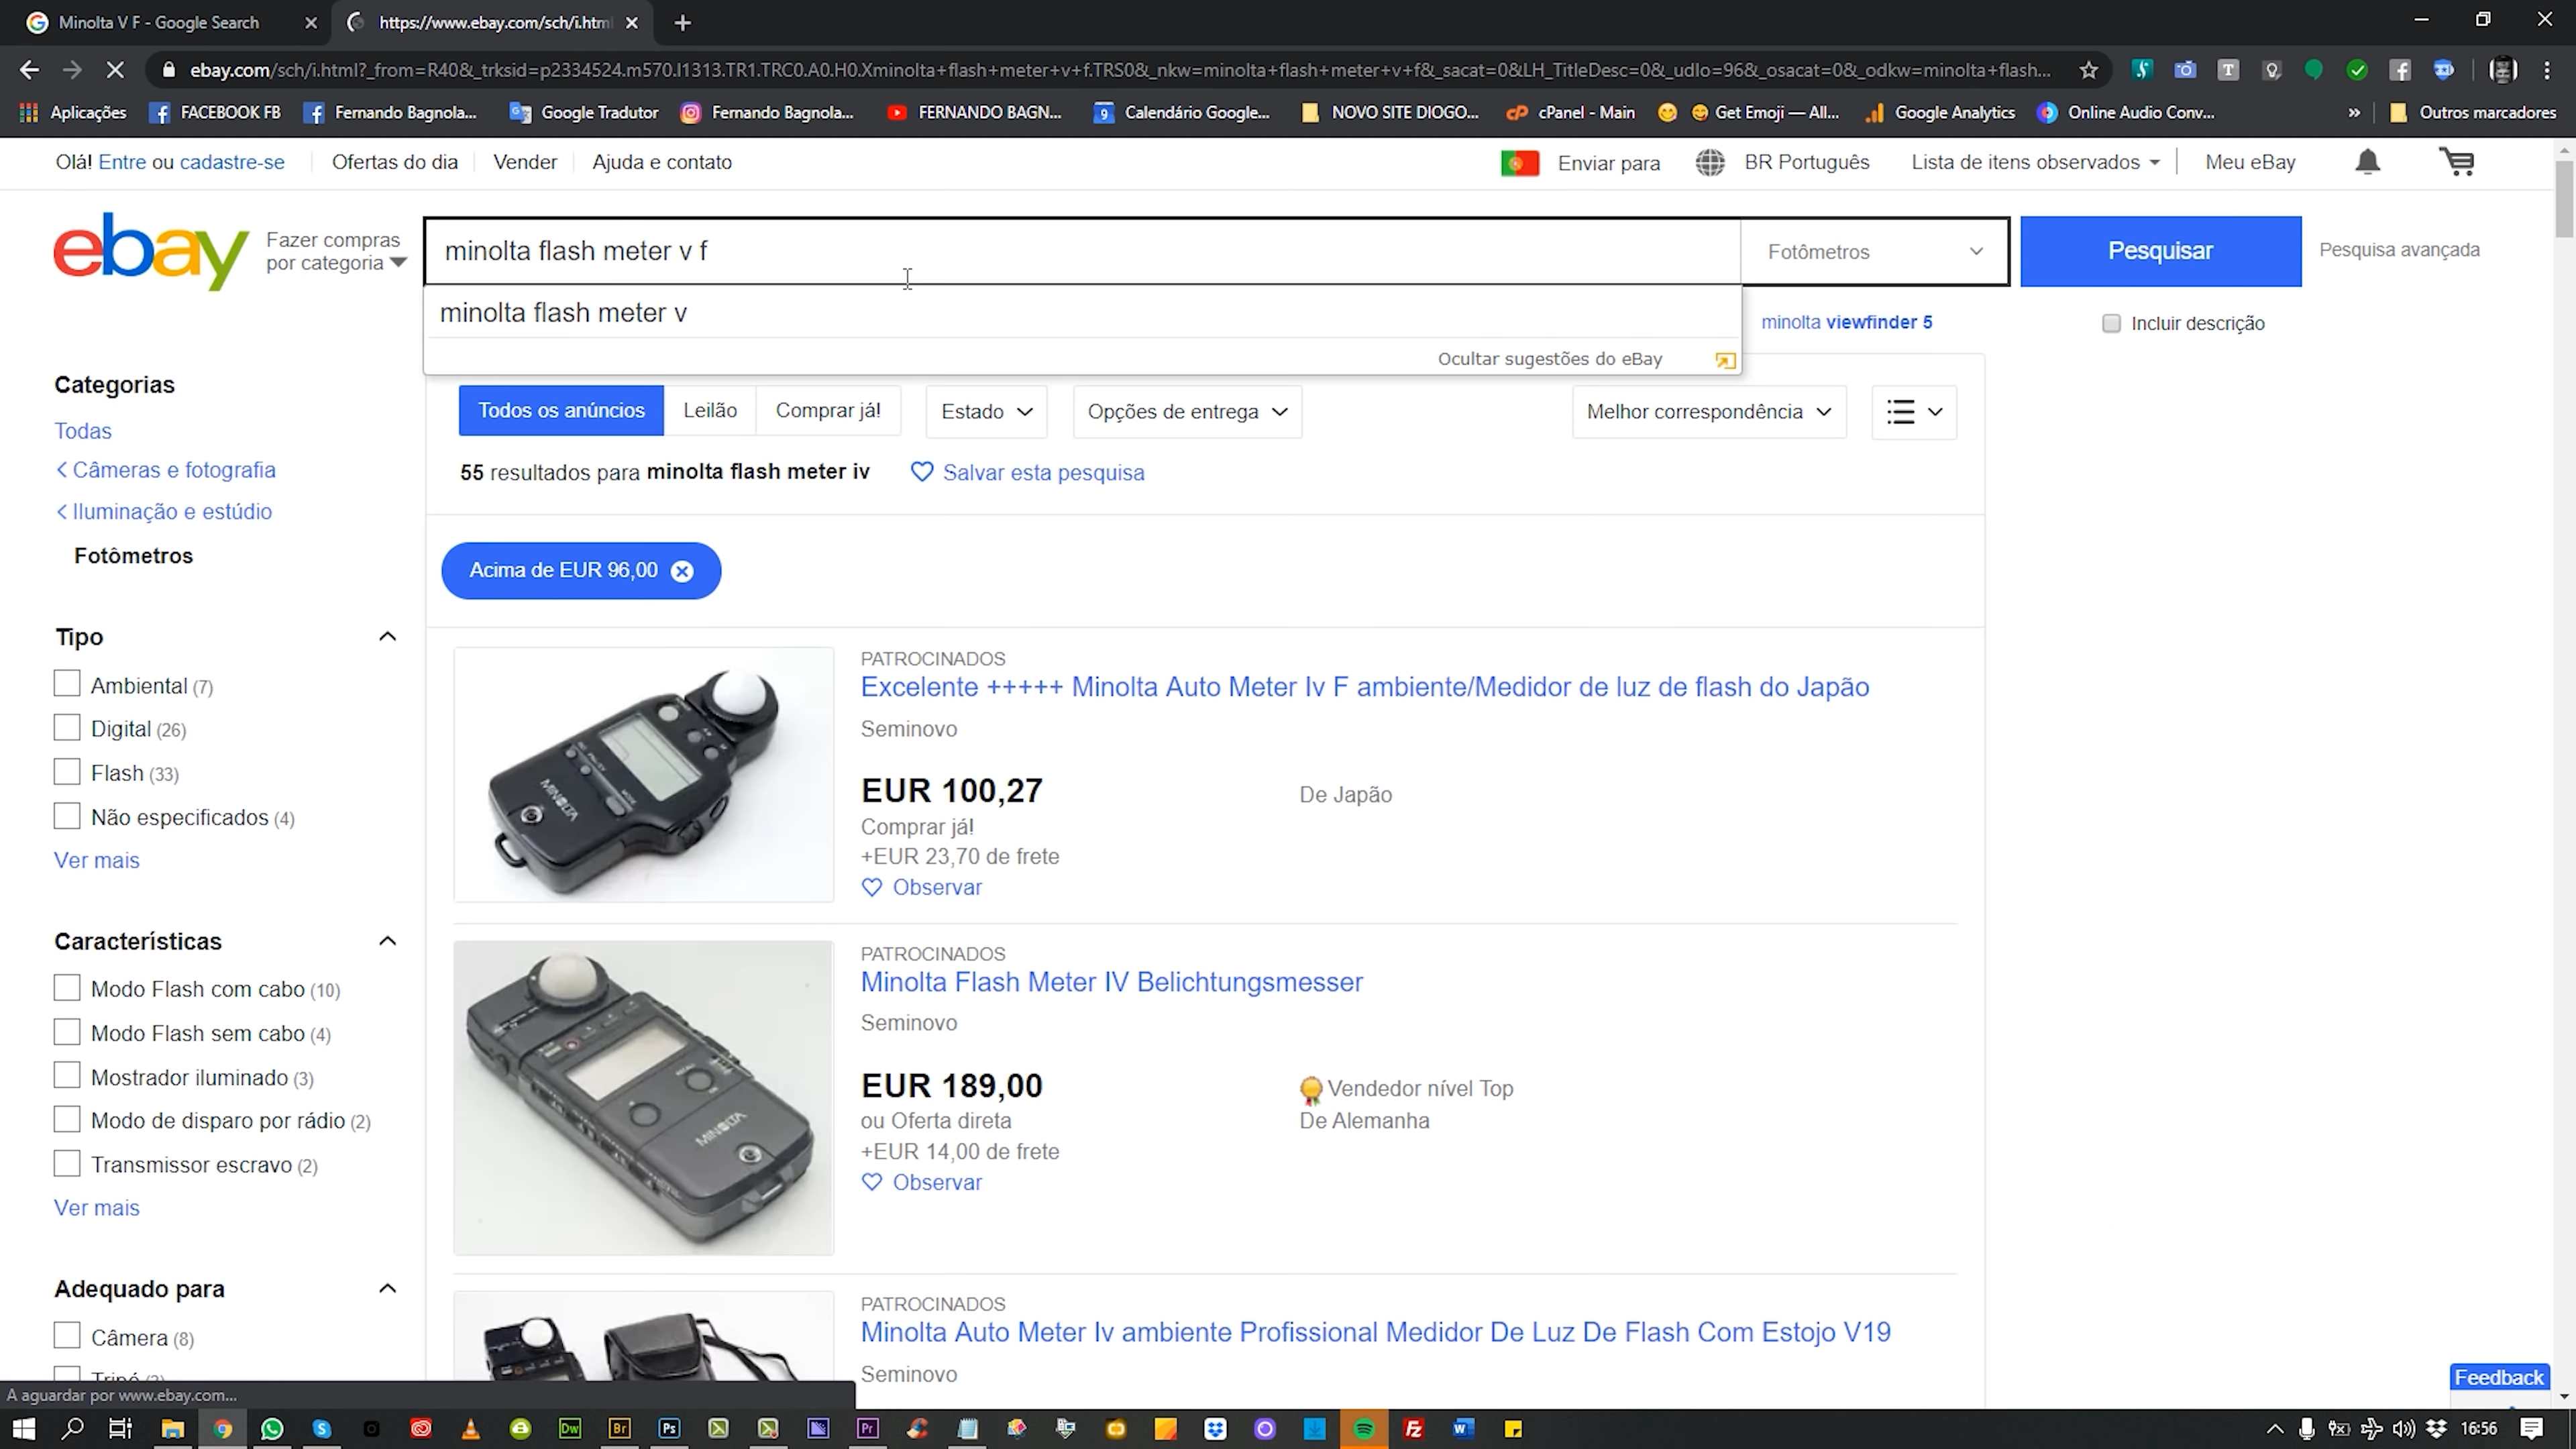 Minolta V F - Google Search
https://www.ebay.com/sch/i.htm
ebay.com/sch/i.html?_from=R40&_trksid=p2334524.m570.l1313.TR1.TRC0.A0.H0.Xminolta+flash+meter+v+f.TRS0&_nkw=minolta+flash+meter+v+f&_sacat=0&LH_TitleDesc=0&_udlo=96&_osacat=0&_odkw=minolta+flash...
Aplicações FACEBOOK FB Fernando Bagnola... Google Tradutor Fernando Bagnola... FERNANDO BAGN... Calendário Google... NOVO SITE DIOGO... cPanel - Main Get Emoji — All... Google Analytics Online Audio Conv... » Outros marcadores
Olá! Entre ou cadastre-se Ofertas do dia Vender Ajuda e contato Enviar para BR Português Lista de itens observados Meu eBay
ebay
Fazer compras
por categoria
minolta flash meter v f
Fotômetros
Pesquisar
Pesquisa avançada
minolta flash meter v
minolta viewfinder 5
Incluir descrição
Ocultar sugestões do eBay
Categorias
Todas
Câmeras e fotografia
Iluminação e estúdio
Fotômetros
Tipo
Ambiental (7)
Digital (26)
Flash (33)
Não especificados (4)
Ver mais
Características
Modo Flash com cabo (10)
Modo Flash sem cabo (4)
Mostrador iluminado (3)
Modo de disparo por rádio (2)
Transmissor escravo (2)
Ver mais
Adequado para
Câmera (8)
Todos os anúncios Leilão Comprar já! Estado Opções de entrega Melhor correspondência
55 resultados para minolta flash meter iv Salvar esta pesquisa
Acima de EUR 96,00
MINOLTA
PATROCINADOS
Excelente +++++ Minolta Auto Meter Iv F ambiente/Medidor de luz de flash do Japão
Seminovo
EUR 100,27
De Japão
Comprar já!
+EUR 23,70 de frete
Observar
MINOLTA
PATROCINADOS
Minolta Flash Meter IV Belichtungsmesser
Seminovo
EUR 189,00
Vendedor nível Top
ou Oferta direta
De Alemanha
+EUR 14,00 de frete
Observar
PATROCINADOS
Minolta Auto Meter Iv ambiente Profissional Medidor De Luz De Flash Com Estojo V19
Seminovo
Feedback
A aguardar por www.ebay.com...
16:56